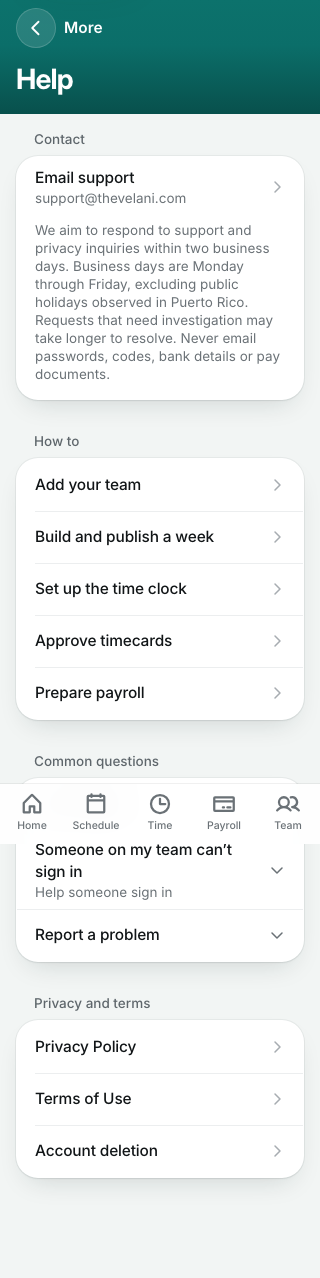 More
Help
Contact
Email support
support@thevelani.com
We aim to respond to support and
privacy inquiries within two business
days. Business days are Monday
through Friday, excluding public
holidays observed in Puerto Rico.
Requests that need investigation may
take longer to resolve. Never email
passwords, codes, bank details or pay
documents.
How to
Add your team
Build and publish a week
Set up the time clock
Approve timecards
Prepare payroll
Common questions
Home
Schedule
Time
Payroll
Team
Someone on my team can’t
sign in
Help someone sign in
Report a problem
Privacy and terms
Privacy Policy
Terms of Use
Account deletion